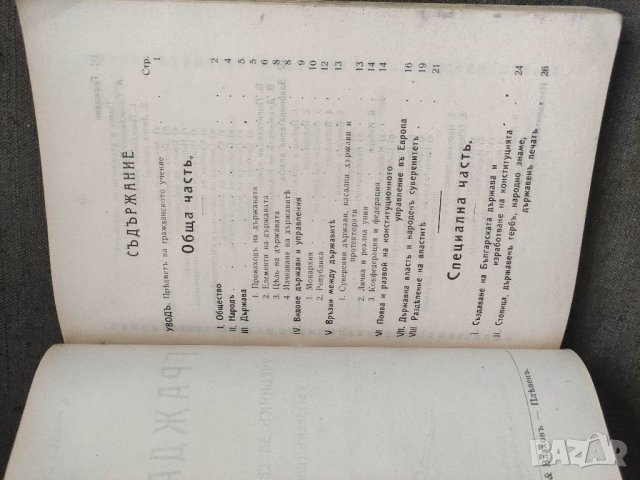 СЪДЪРЖАНИЕ
Стр.
УВОДЪ. Прѣдметъ на гражданското учение 1
Обща часть.
I. Общество 2
II. Народъ 4
III. Държава 5
1. Произходъ на държавата 5
2. Елементи на държавата 6
3. Цѣль на държавата 8
4. Изчезване на държавитѣ 8
IV. Видове държави и управления 9
1. Монархия 10
2. Република 12
V. Връзки между държавитѣ 13
1. Суверенни държави, васални държави и
протекторати 13
2. Лична и реална уния 14
3. Конфедерация и федерация 14
VI. Поява и развой на конституционното
управление въ Европа 16
VII. Държавна власть и народенъ суверенитетъ 19
VIII. Раздѣление на властитѣ 21
Специална часть.
I. Създаване на Българската държава и
изработване на конституцията 24
II. Столица, държавенъ гербъ, народно знаме,
държавенъ печатъ 26
Плѣвенъ
BAZAR